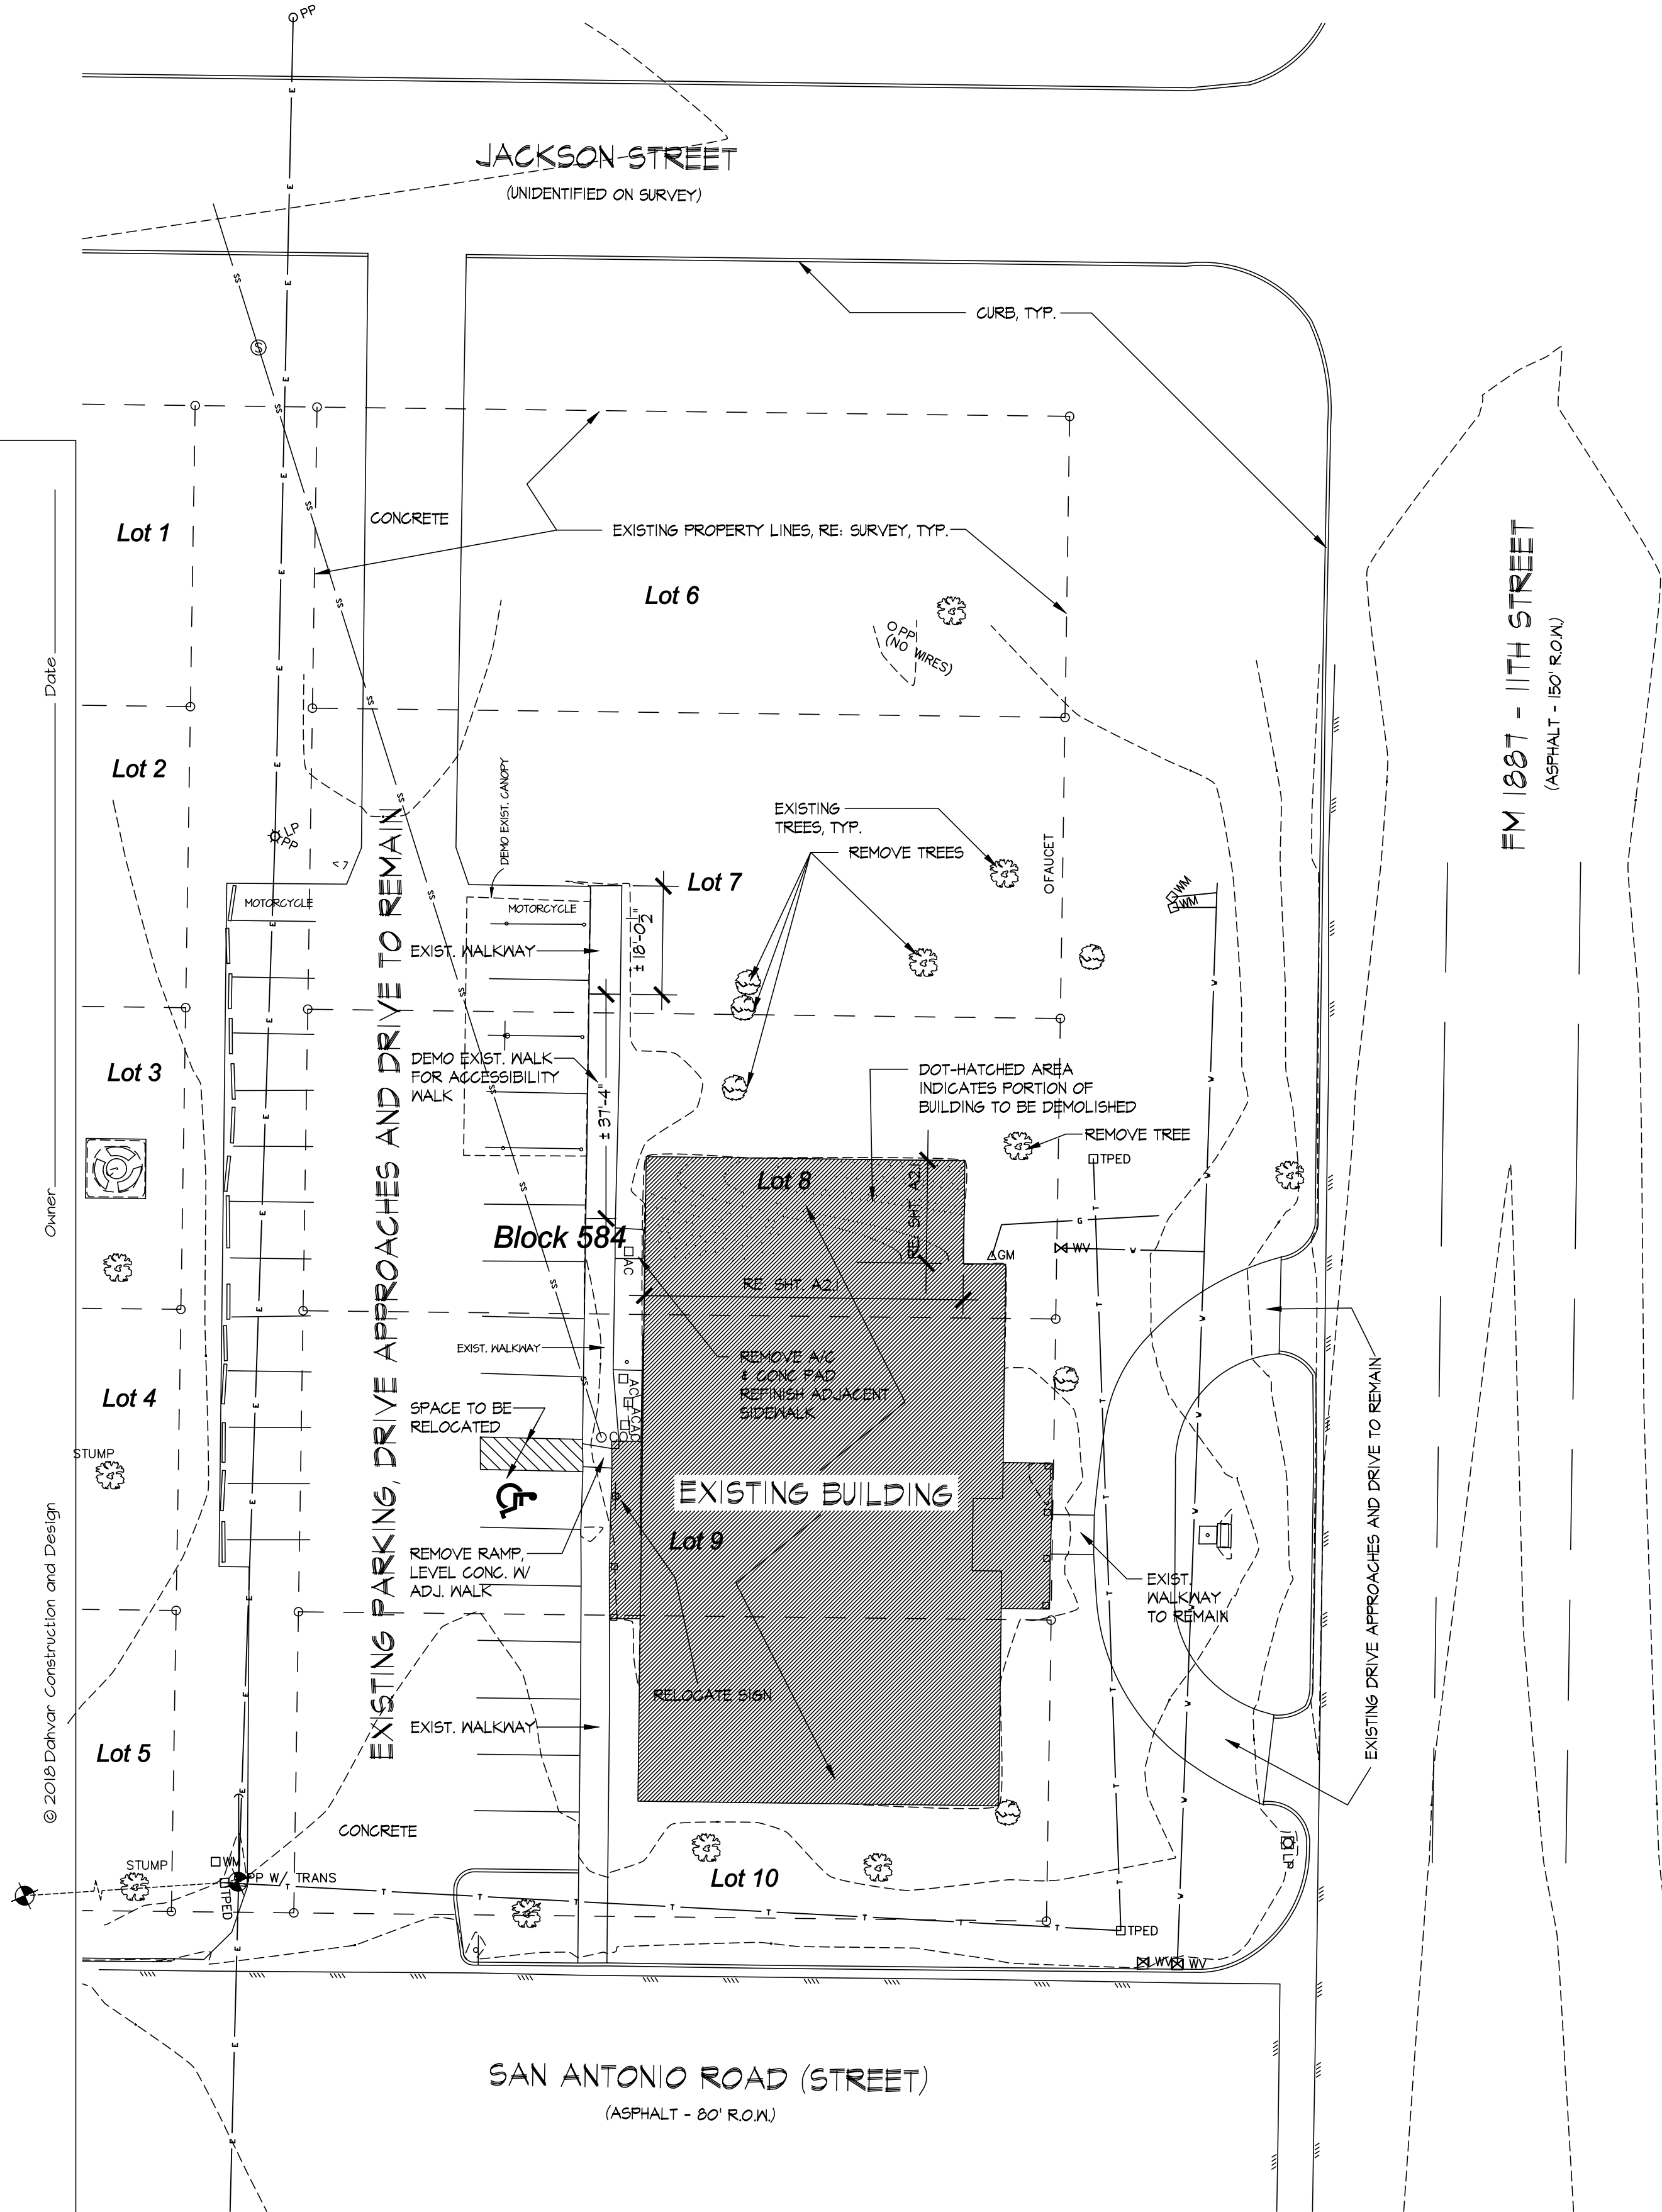 PP
JACKSON STREET
(UNIDENTIFIED ON SURVEY)
CURB, TYP.
S
CONCRETE
Lot 1
EXISTING PROPERTY LINES, RE: SURVEY, TYP.
Lot 6
PP
(NO WIRES)
FM 1887 - 11TH STREET
(ASPHALT - 150' R.O.W.)
Date
Owner
© 2018 Dahvar Construction and Design
Lot 2
DEMO EXIST. CANOPY
EXISTING
TREES, TYP.
REMOVE TREES
LP
PP
FAUCET
Lot 7
WM
WM
MOTORCYCLE
MOTORCYCLE
± 18'-0 1/2"
EXIST. WALKWAY
EXISTING PARKING, DRIVE APPROACHES AND DRIVE TO REMAIN
Lot 3
DEMO EXIST. WALK
FOR ACCESSIBILITY
WALK
± 37'-4"
DOT-HATCHED AREA
INDICATES PORTION OF
BUILDING TO BE DEMOLISHED
REMOVE TREE
TPED
Lot 8
RE: SHT. A2.1
Block 584
AC
GM
G
WV
RE: SHT. A2.1
EXIST. WALKWAY
REMOVE A/C
& CONC PAD
REFINISH ADJACENT
SIDEWALK
Lot 4
AC
AC
AC
SPACE TO BE
RELOCATED
CO
STUMP
EXISTING BUILDING
Lot 9
REMOVE RAMP,
LEVEL CONC. W/
ADJ. WALK
EXIST.
WALKWAY
TO REMAIN
EXISTING DRIVE APPROACHES AND DRIVE TO REMAIN
RELOCATE SIGN
EXIST. WALKWAY
Lot 5
CONCRETE
STUMP
WM
PP W/ TRANS
TPED
Lot 10
LP
TPED
WV
WV
SAN ANTONIO ROAD (STREET)
(ASPHALT - 80' R.O.W.)